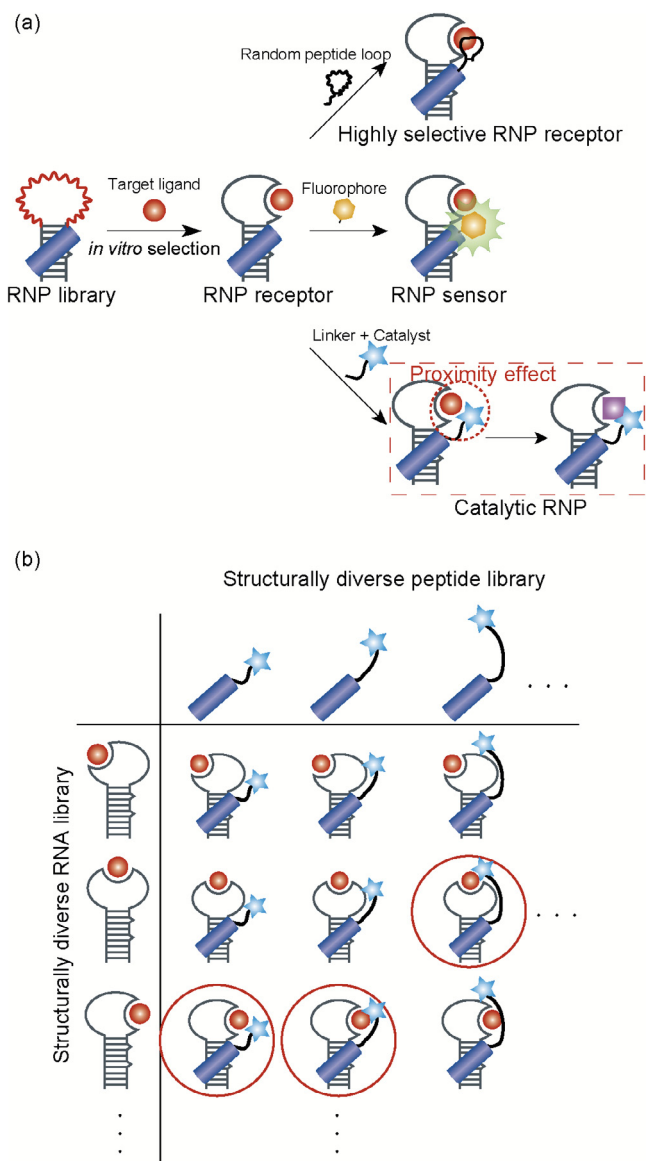 (a)
Random peptide loop
Highly selective RNP receptor
Target ligand
Fluorophore
in vitro selection
RNP library
RNP receptor
RNP sensor
Linker + Catalyst
Proximity effect
Catalytic RNP
(b)
Structurally diverse peptide library
. . .
Structurally diverse RNA library
. . .